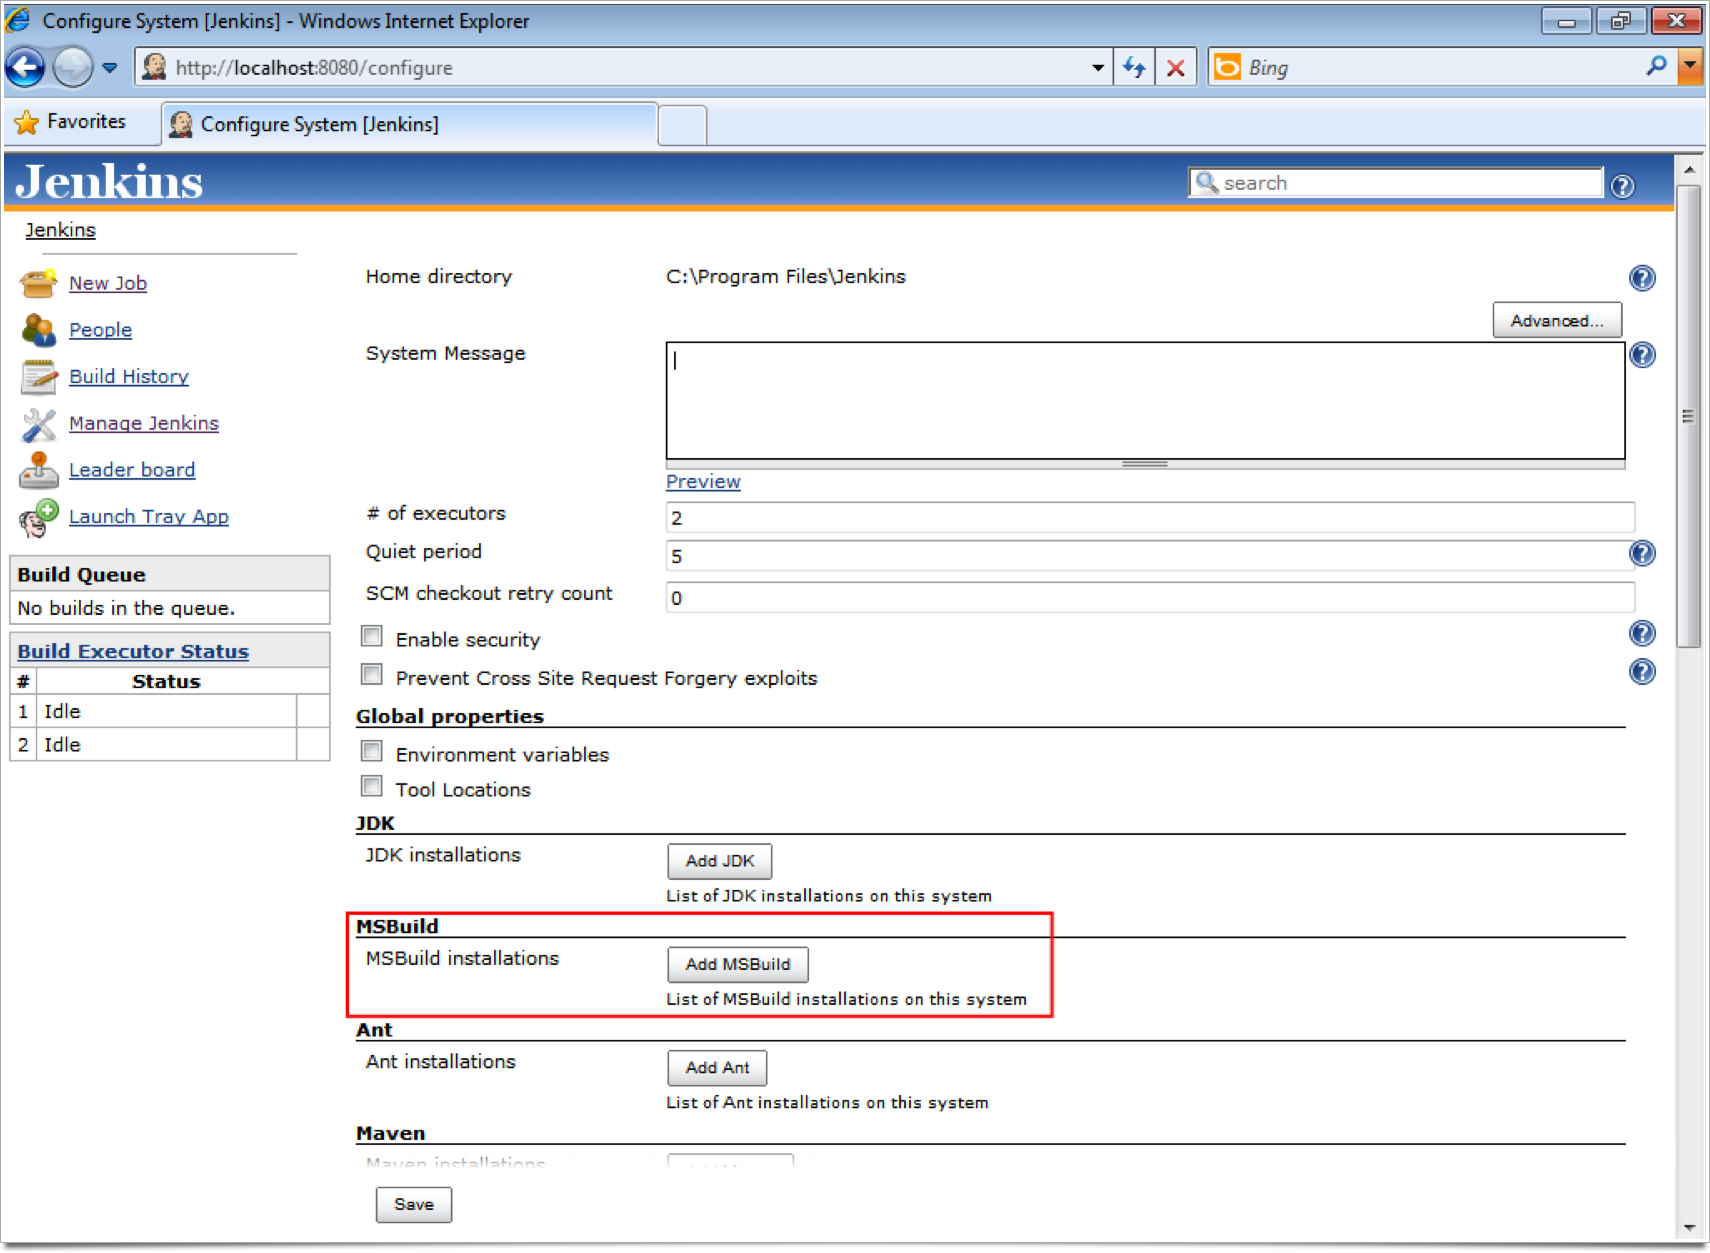 Configure System [Jenkins] - Windows Internet Explorer
http://localhost:8080/configure
Bing
Favorites
Configure System [Jenkins]
Jenkins
search
Jenkins
New Job
People
Build History
Manage Jenkins
Leader board
Launch Tray App
Build Queue
No builds in the queue.
Build Executor Status
# Status
1 Idle
2 Idle
Home directory C:\Program Files\Jenkins
Advanced...
System Message
Preview
# of executors 2
Quiet period 5
SCM checkout retry count 0
Enable security
Prevent Cross Site Request Forgery exploits
Global properties
Environment variables
Tool Locations
JDK
JDK installations Add JDK
List of JDK installations on this system
MSBuild
MSBuild installations Add MSBuild
List of MSBuild installations on this system
Ant
Ant installations Add Ant
List of Ant installations on this system
Maven
Maven installations
Save